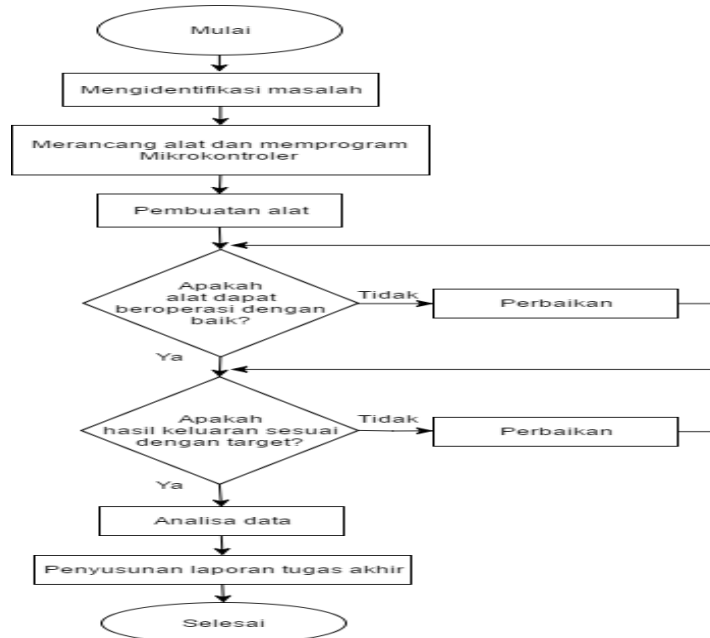 Mulai
Mengidentifikasi masalah
Merancang alat dan memprogram
Mikrokontroler
Pembuatan alat
Apakah
alat dapat
beroperasi dengan
baik?
Tidak
Perbaikan
Ya
Apakah
hasil keluaran sesuai
dengan target?
Tidak
Perbaikan
Ya
Analisa data
Penyusunan laporan tugas akhir
Selesai